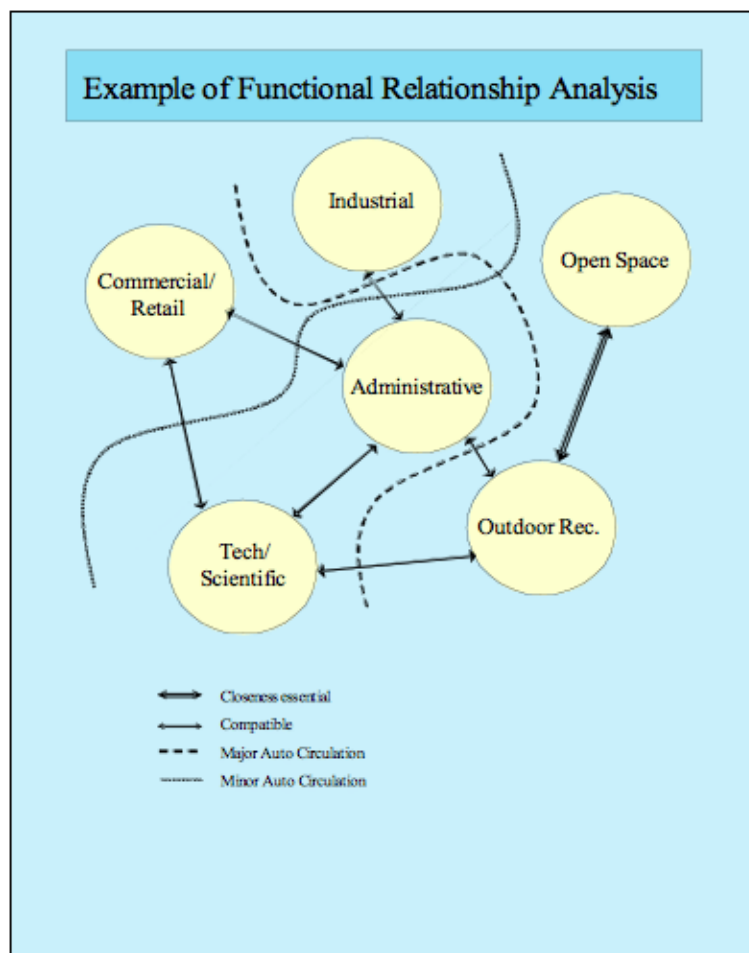 Example of Functional Relationship Analysis
Industrial
Open Space
Commercial/
Retail
Administrative
Outdoor Rec.
Tech/
Scientific
Closeness essential
Compatible
Major Auto Circulation
Minor Auto Circulation